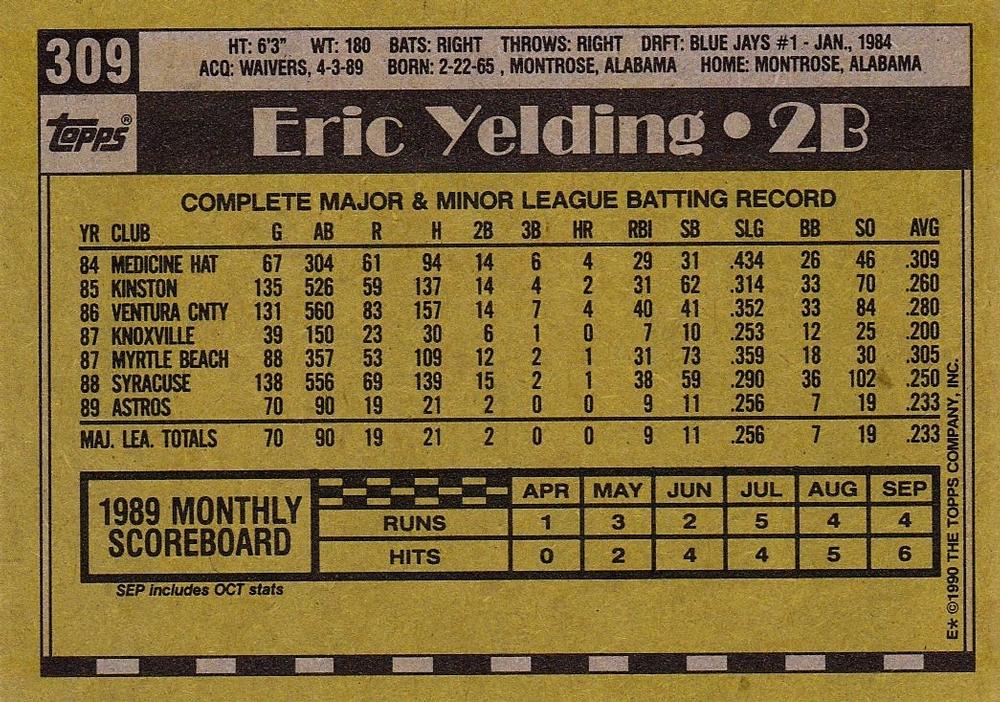 309
HT: 6'3" WT: 180 BATS: RIGHT THROWS: RIGHT DRFT: BLUE JAYS #1 - JAN., 1984
ACQ: WAIVERS, 4-3-89 BORN: 2-22-65 , MONTROSE, ALABAMA HOME: MONTROSE, ALABAMA
topps®
Eric Yelding • 2B
COMPLETE MAJOR & MINOR LEAGUE BATTING RECORD
YR CLUB G AB R H 2B 3B HR RBI SB SLG BB SO AVG
84 MEDICINE HAT 67 304 61 94 14 6 4 29 31 .434 26 46 .309
85 KINSTON 135 526 59 137 14 4 2 31 62 .314 33 70 .260
86 VENTURA CNTY 131 560 83 157 14 7 4 40 41 .352 33 84 .280
87 KNOXVILLE 39 150 23 30 6 1 0 7 10 .253 12 25 .200
87 MYRTLE BEACH 88 357 53 109 12 2 1 31 73 .359 18 30 .305
88 SYRACUSE 138 556 69 139 15 2 1 38 59 .290 36 102 .250
89 ASTROS 70 90 19 21 2 0 0 9 11 .256 7 19 .233
MAJ. LEA. TOTALS 70 90 19 21 2 0 0 9 11 .256 7 19 .233
1989 MONTHLY
SCOREBOARD
APR MAY JUN JUL AUG SEP
RUNS 1 3 2 5 4 4
HITS 0 2 4 4 5 6
SEP includes OCT stats
E* ©1990 THE TOPPS COMPANY, INC.